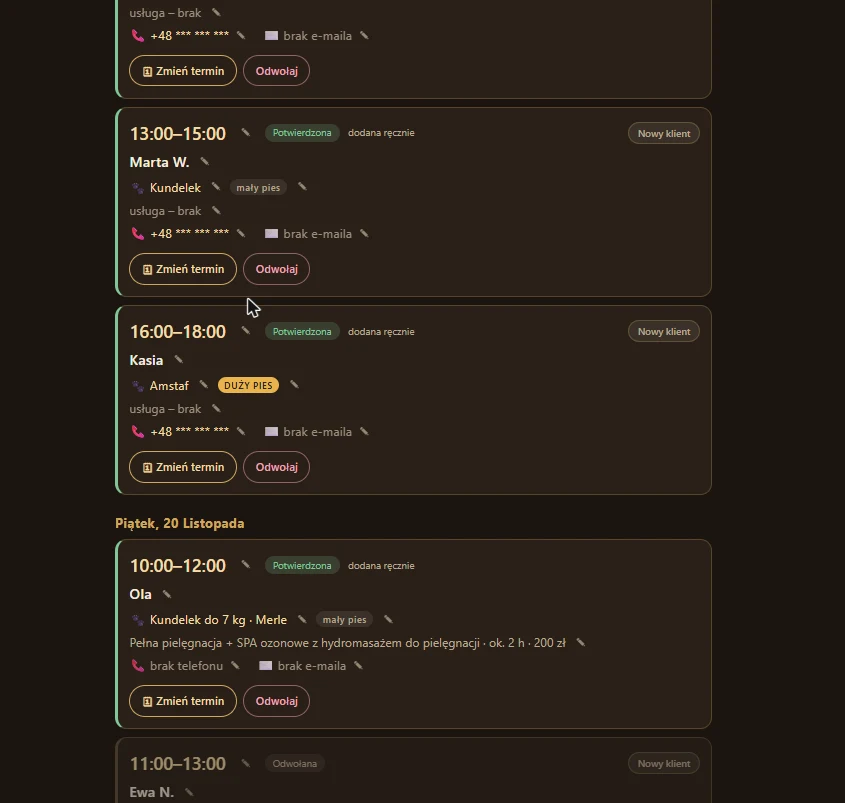 usługa – brak
+48 *** *** *** brak e-maila
Zmień termin Odwołaj
13:00–15:00 Potwierdzona dodana ręcznie Nowy klient
Marta W.
Kundelek mały pies
usługa – brak
+48 *** *** *** brak e-maila
Zmień termin Odwołaj
16:00–18:00 Potwierdzona dodana ręcznie Nowy klient
Kasia
Amstaf DUŻY PIES
usługa – brak
+48 *** *** *** brak e-maila
Zmień termin Odwołaj
Piątek, 20 Listopada
10:00–12:00 Potwierdzona dodana ręcznie
Ola
Kundelek do 7 kg · Merle mały pies
Pełna pielęgnacja + SPA ozonowe z hydromasażem do pielęgnacji · ok. 2 h · 200 zł
brak telefonu brak e-maila
Zmień termin Odwołaj
11:00–13:00 Odwołana Nowy klient
Ewa N.